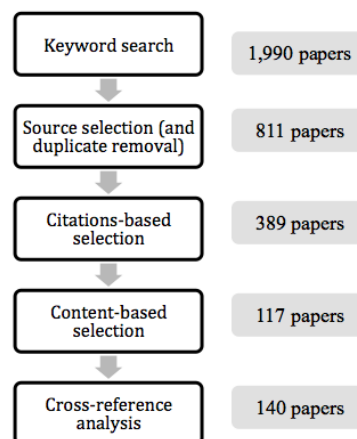 Keyword search
1,990 papers
Source selection (and
duplicate removal)
811 papers
Citations-based
selection
389 papers
Content-based
selection
117 papers
Cross-reference
analysis
140 papers